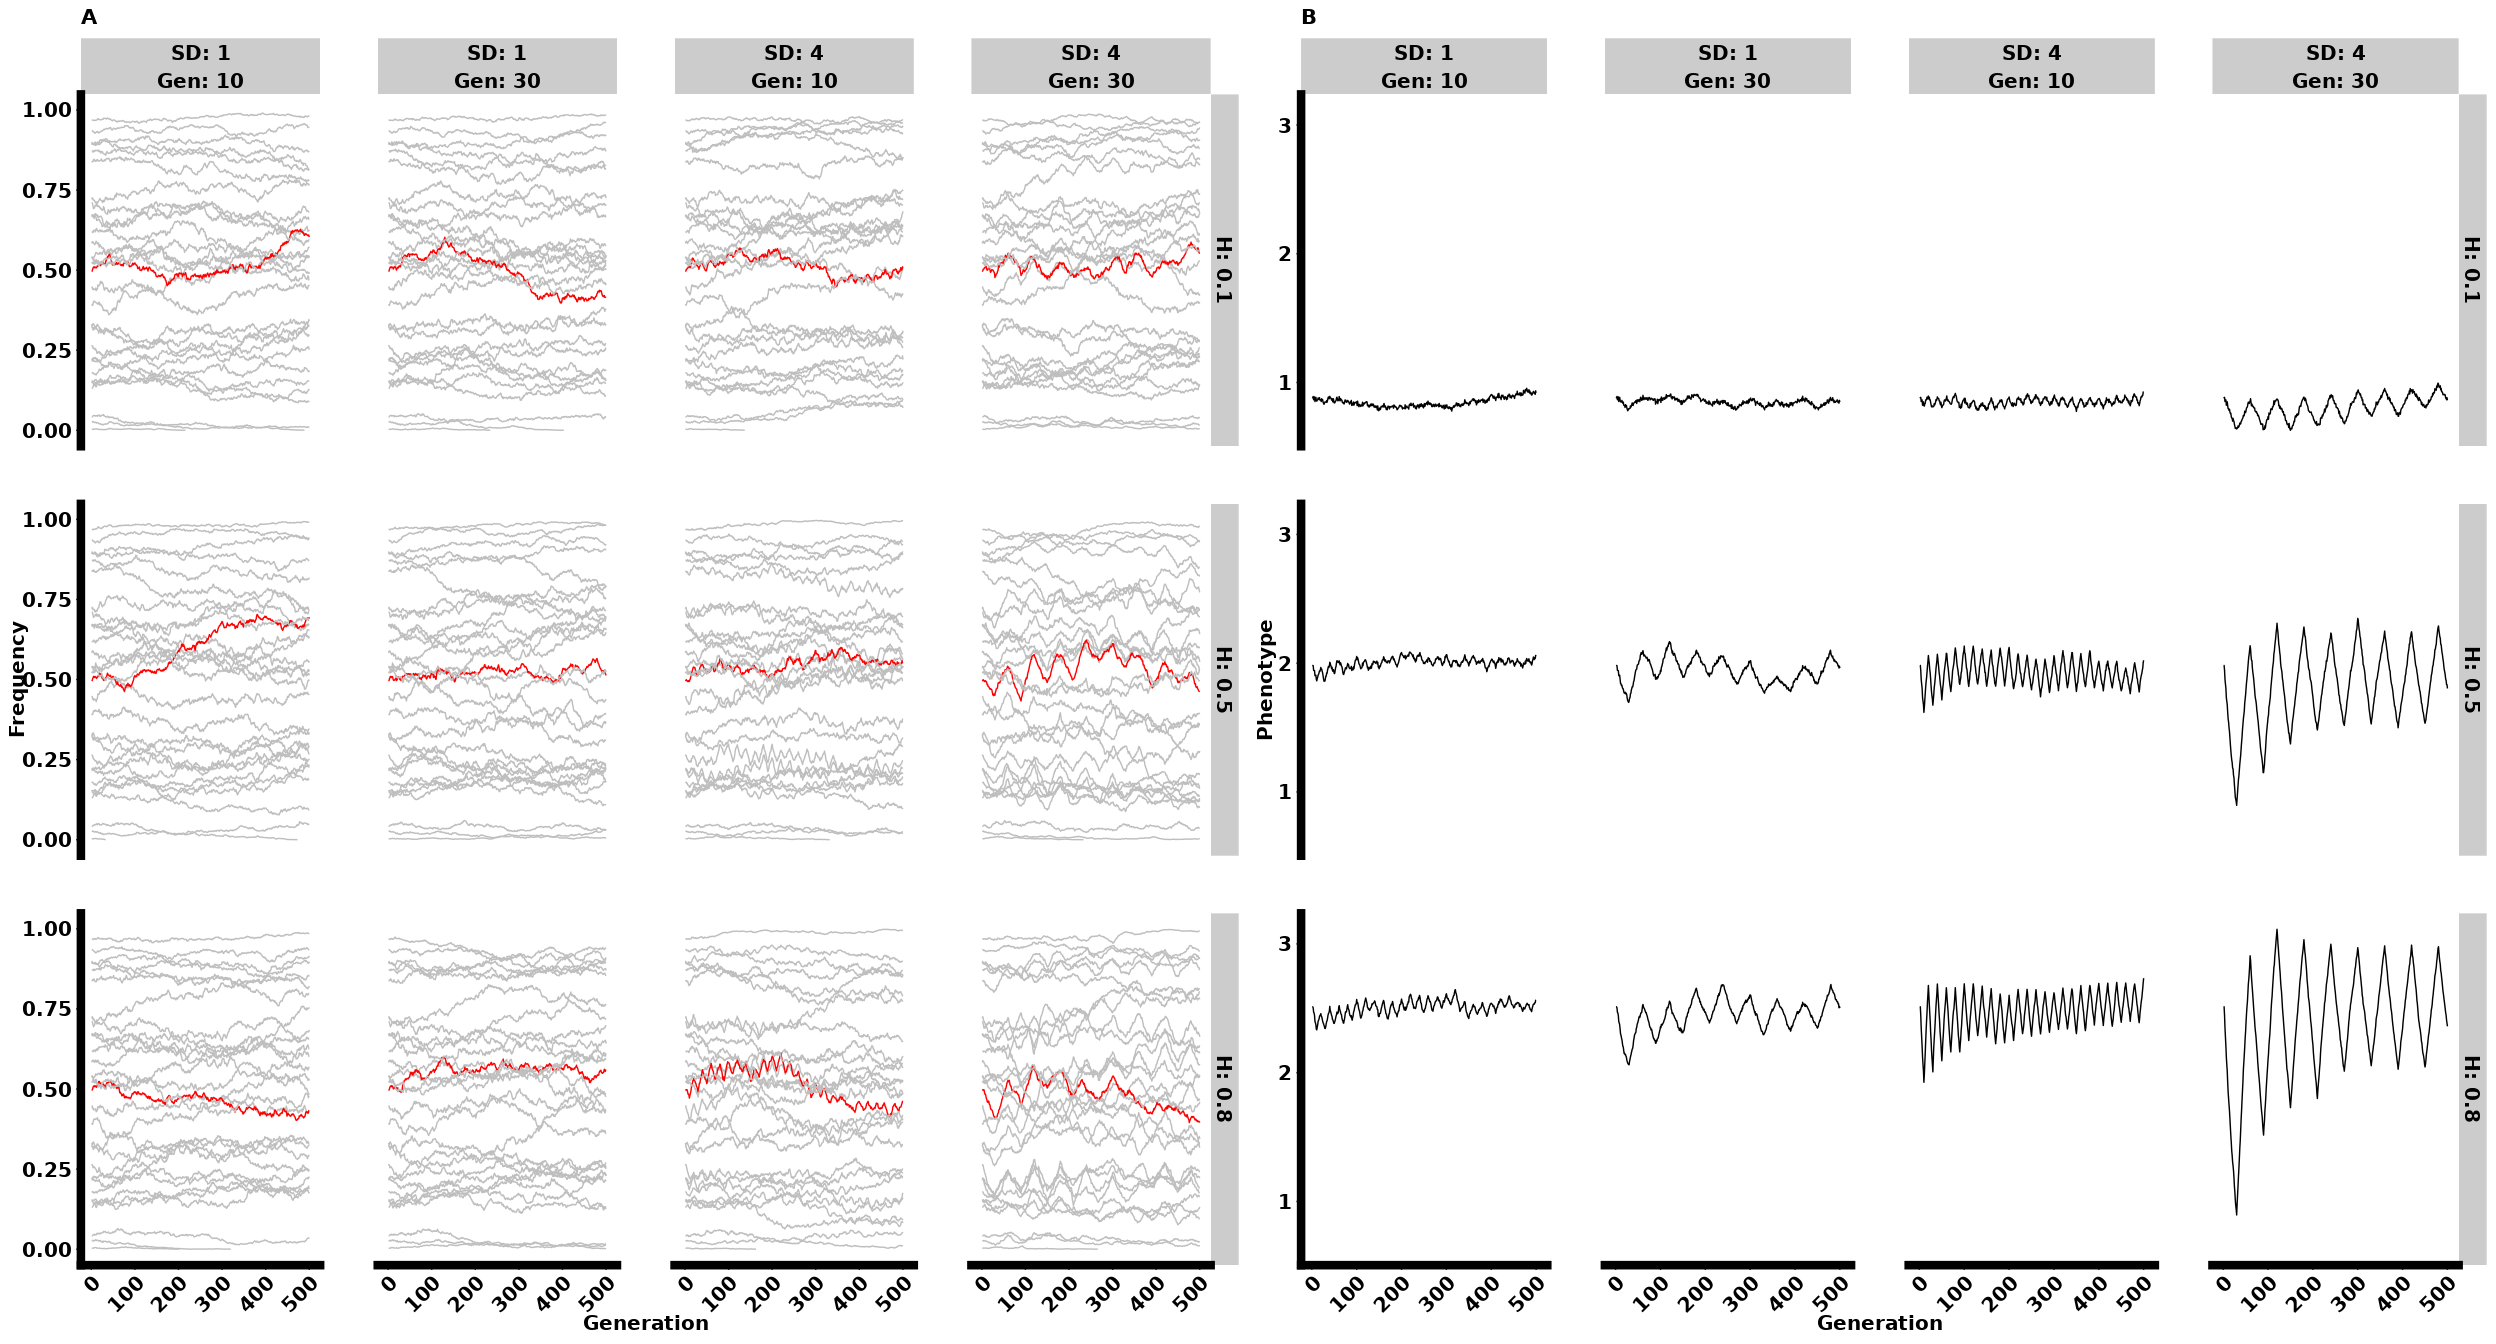 A
B
SD: 1
Gen: 10
SD: 1
Gen: 30
SD: 4
Gen: 10
SD: 4
Gen: 30
SD: 1
Gen: 10
SD: 1
Gen: 30
SD: 4
Gen: 10
SD: 4
Gen: 30
1.00
0.75
0.50
0.25
0.00
H: 0.1
3
2
1
H: 0.1
Frequency
1.00
0.75
0.50
0.25
0.00
H: 0.5
Phenotype
3
2
1
H: 0.5
1.00
0.75
0.50
0.25
0.00
H: 0.8
3
2
1
H: 0.8
0 100 200 300 400 500
0 100 200 300 400 500
0 100 200 300 400 500
0 100 200 300 400 500
0 100 200 300 400 500
0 100 200 300 400 500
0 100 200 300 400 500
0 100 200 300 400 500
Generation
Generation